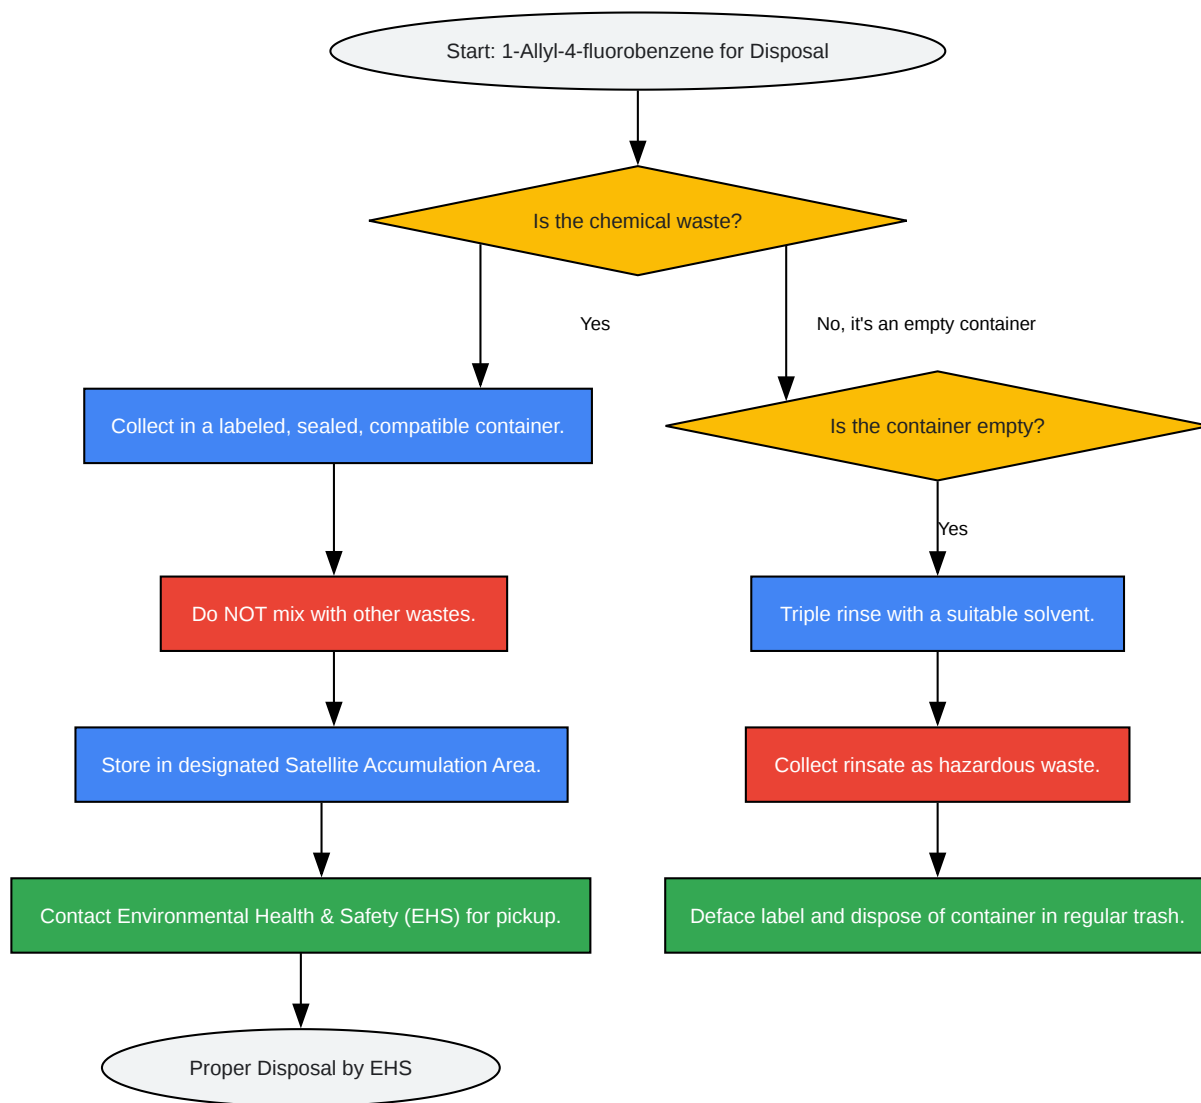 Start: 1-Allyl-4-fluorobenzene for Disposal
Is the chemical waste?
Yes
No, it's an empty container
Collect in a labeled, sealed, compatible container.
Is the container empty?
Yes
Do NOT mix with other wastes.
Triple rinse with a suitable solvent.
Store in designated Satellite Accumulation Area.
Collect rinsate as hazardous waste.
Contact Environmental Health & Safety (EHS) for pickup.
Deface label and dispose of container in regular trash.
Proper Disposal by EHS